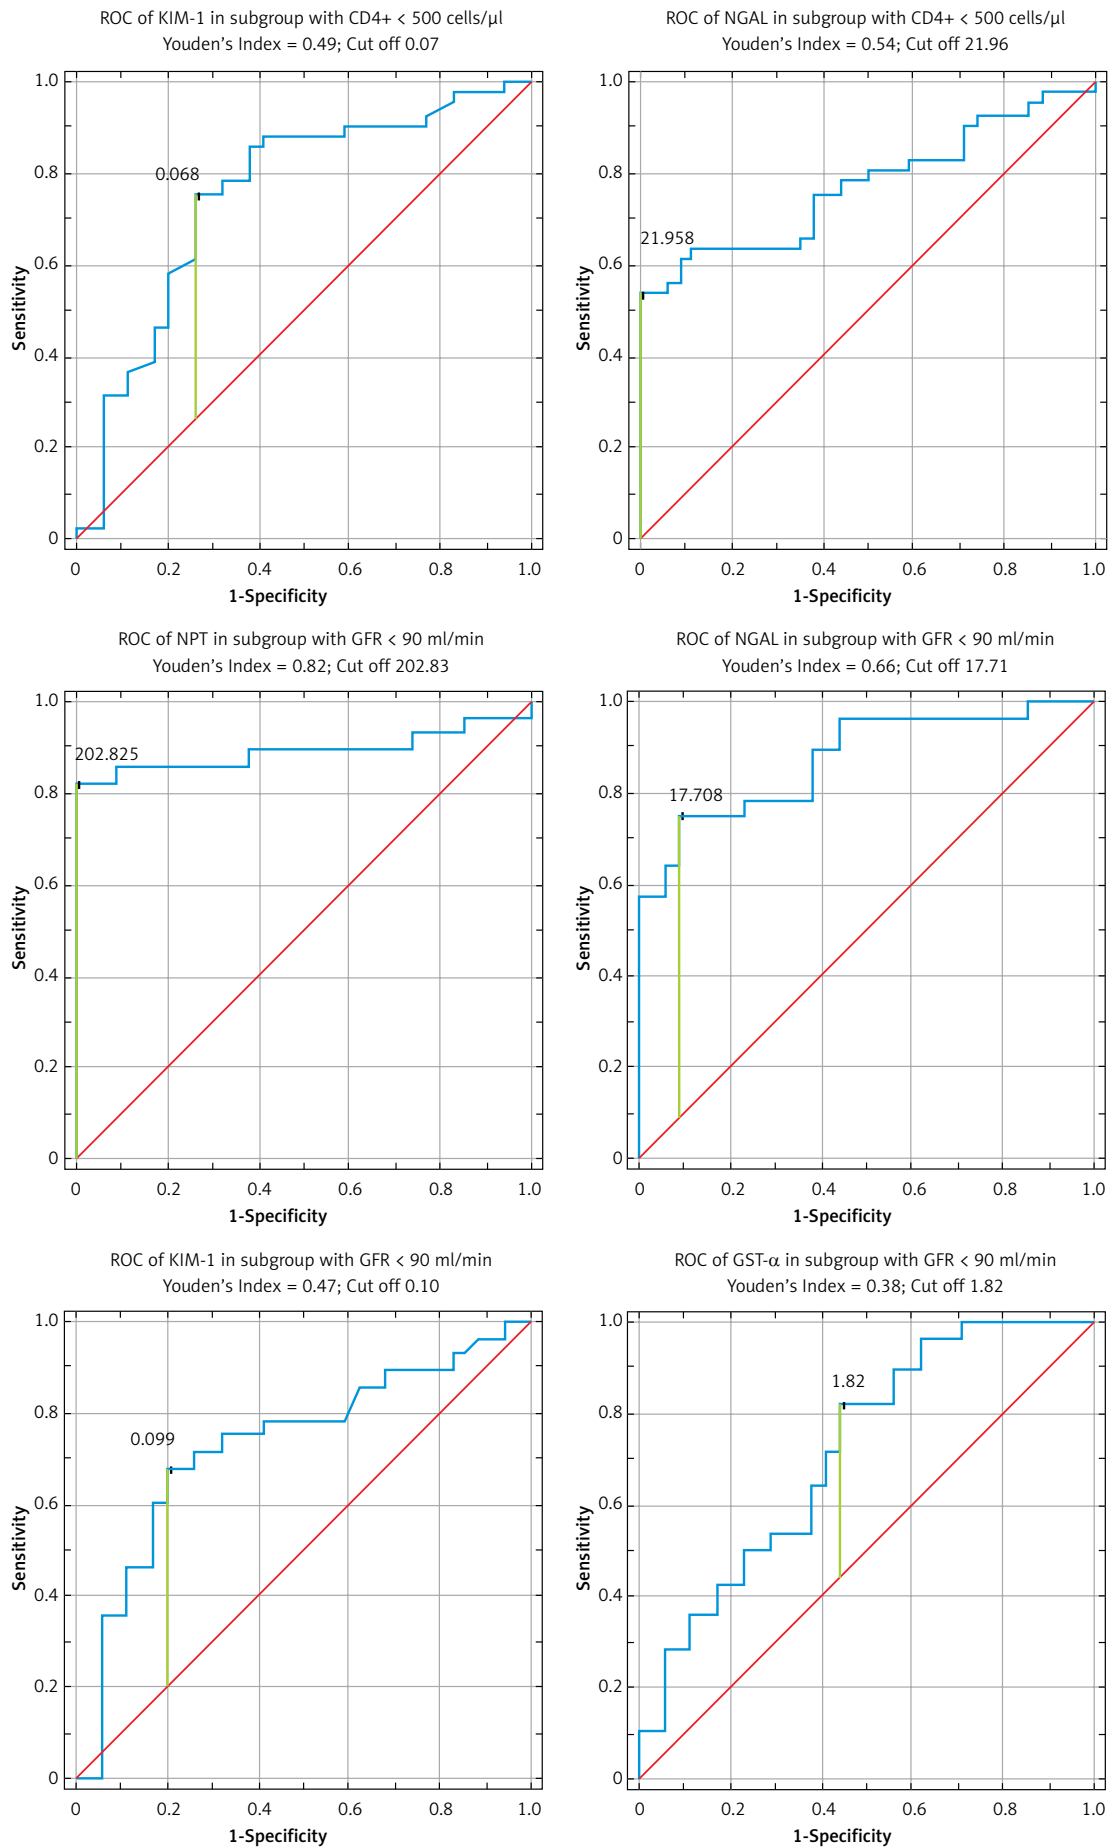 ROC of KIM-1 in subgroup with CD4+ < 500 cells/µl
Youden's Index = 0.49; Cut off 0.07
1.0
0.8
0.6
0.4
0.2
0
Sensitivity
0.068
0 0.2 0.4 0.6 0.8 1.0
1-Specificity
ROC of NGAL in subgroup with CD4+ < 500 cells/µl
Youden's Index = 0.54; Cut off 21.96
1.0
0.8
0.6
0.4
0.2
0
Sensitivity
21.958
0 0.2 0.4 0.6 0.8 1.0
1-Specificity
ROC of NPT in subgroup with GFR < 90 ml/min
Youden's Index = 0.82; Cut off 202.83
1.0
0.8
0.6
0.4
0.2
0
Sensitivity
202.825
0 0.2 0.4 0.6 0.8 1.0
1-Specificity
ROC of NGAL in subgroup with GFR < 90 ml/min
Youden's Index = 0.66; Cut off 17.71
1.0
0.8
0.6
0.4
0.2
0
Sensitivity
17.708
0 0.2 0.4 0.6 0.8 1.0
1-Specificity
ROC of KIM-1 in subgroup with GFR < 90 ml/min
Youden's Index = 0.47; Cut off 0.10
1.0
0.8
0.6
0.4
0.2
0
Sensitivity
0.099
0 0.2 0.4 0.6 0.8 1.0
1-Specificity
ROC of GST-α in subgroup with GFR < 90 ml/min
Youden's Index = 0.38; Cut off 1.82
1.0
0.8
0.6
0.4
0.2
0
Sensitivity
1.82
0 0.2 0.4 0.6 0.8 1.0
1-Specificity